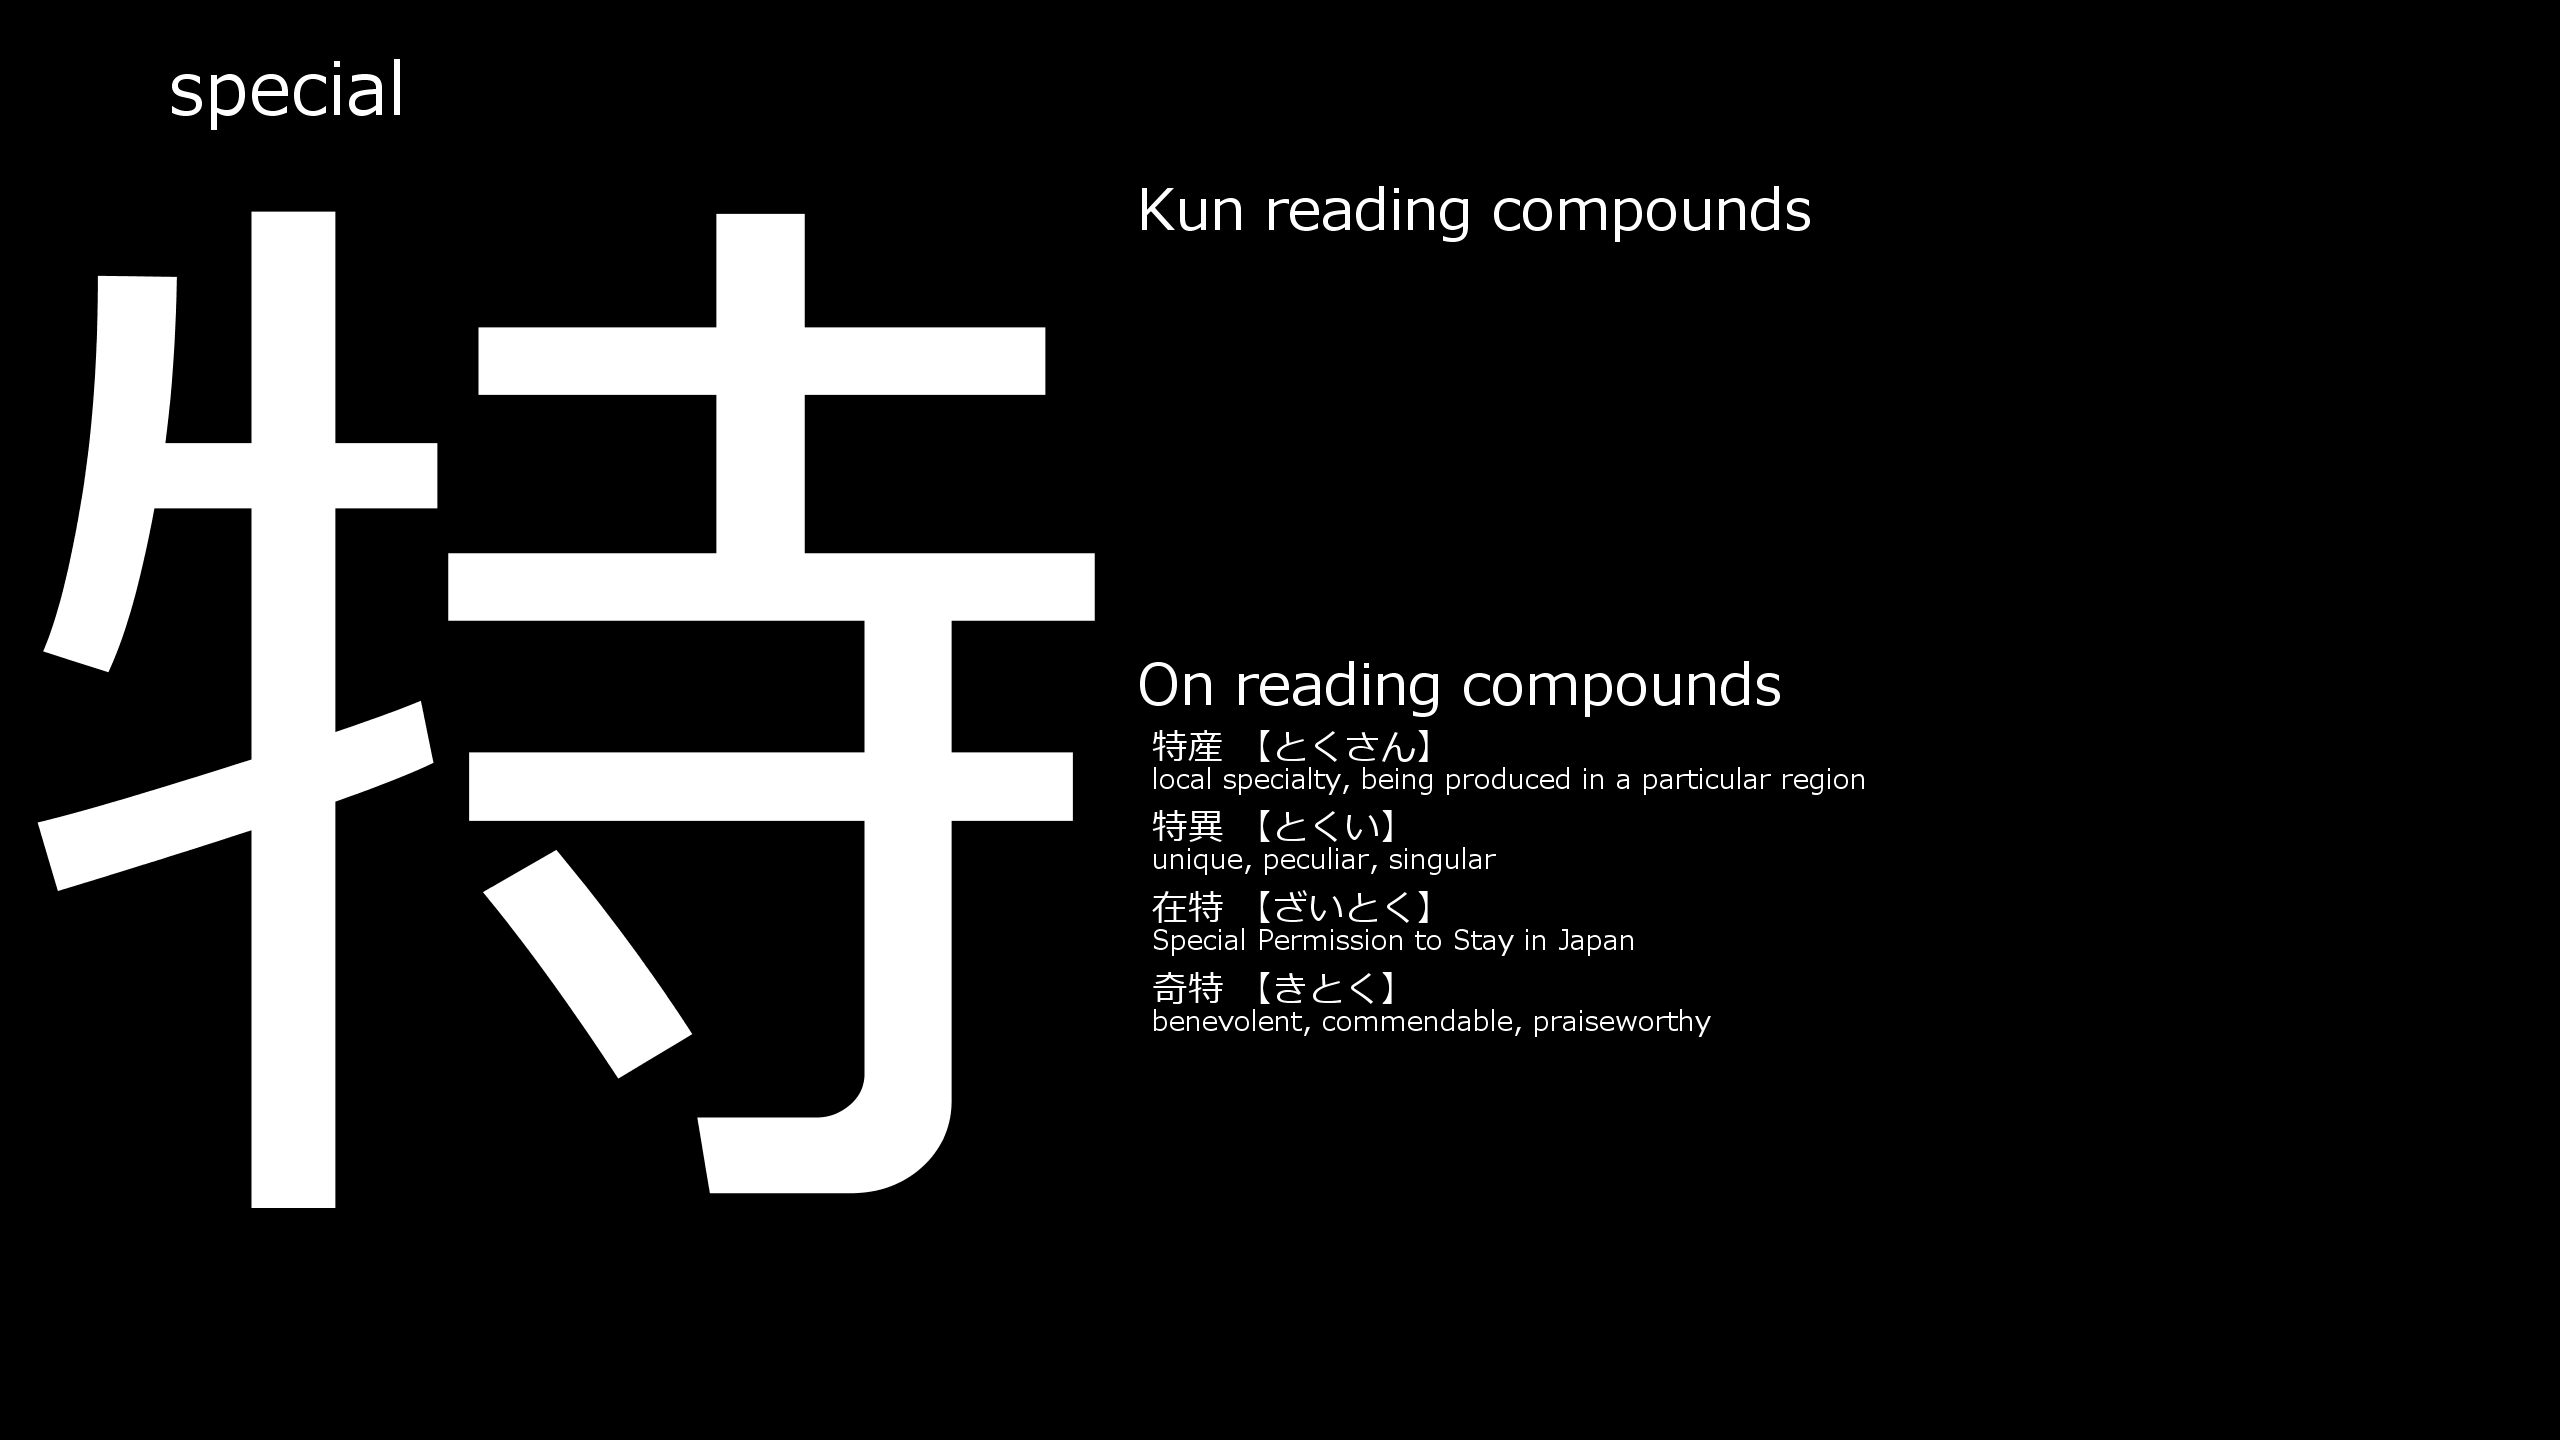 special
特
Kun reading compounds
On reading compounds
特産 【とくさん】
local specialty, being produced in a particular region
特異 【とくい】
unique, peculiar, singular
在特 【ざいとく】
Special Permission to Stay in Japan
奇特 【きとく】
benevolent, commendable, praiseworthy